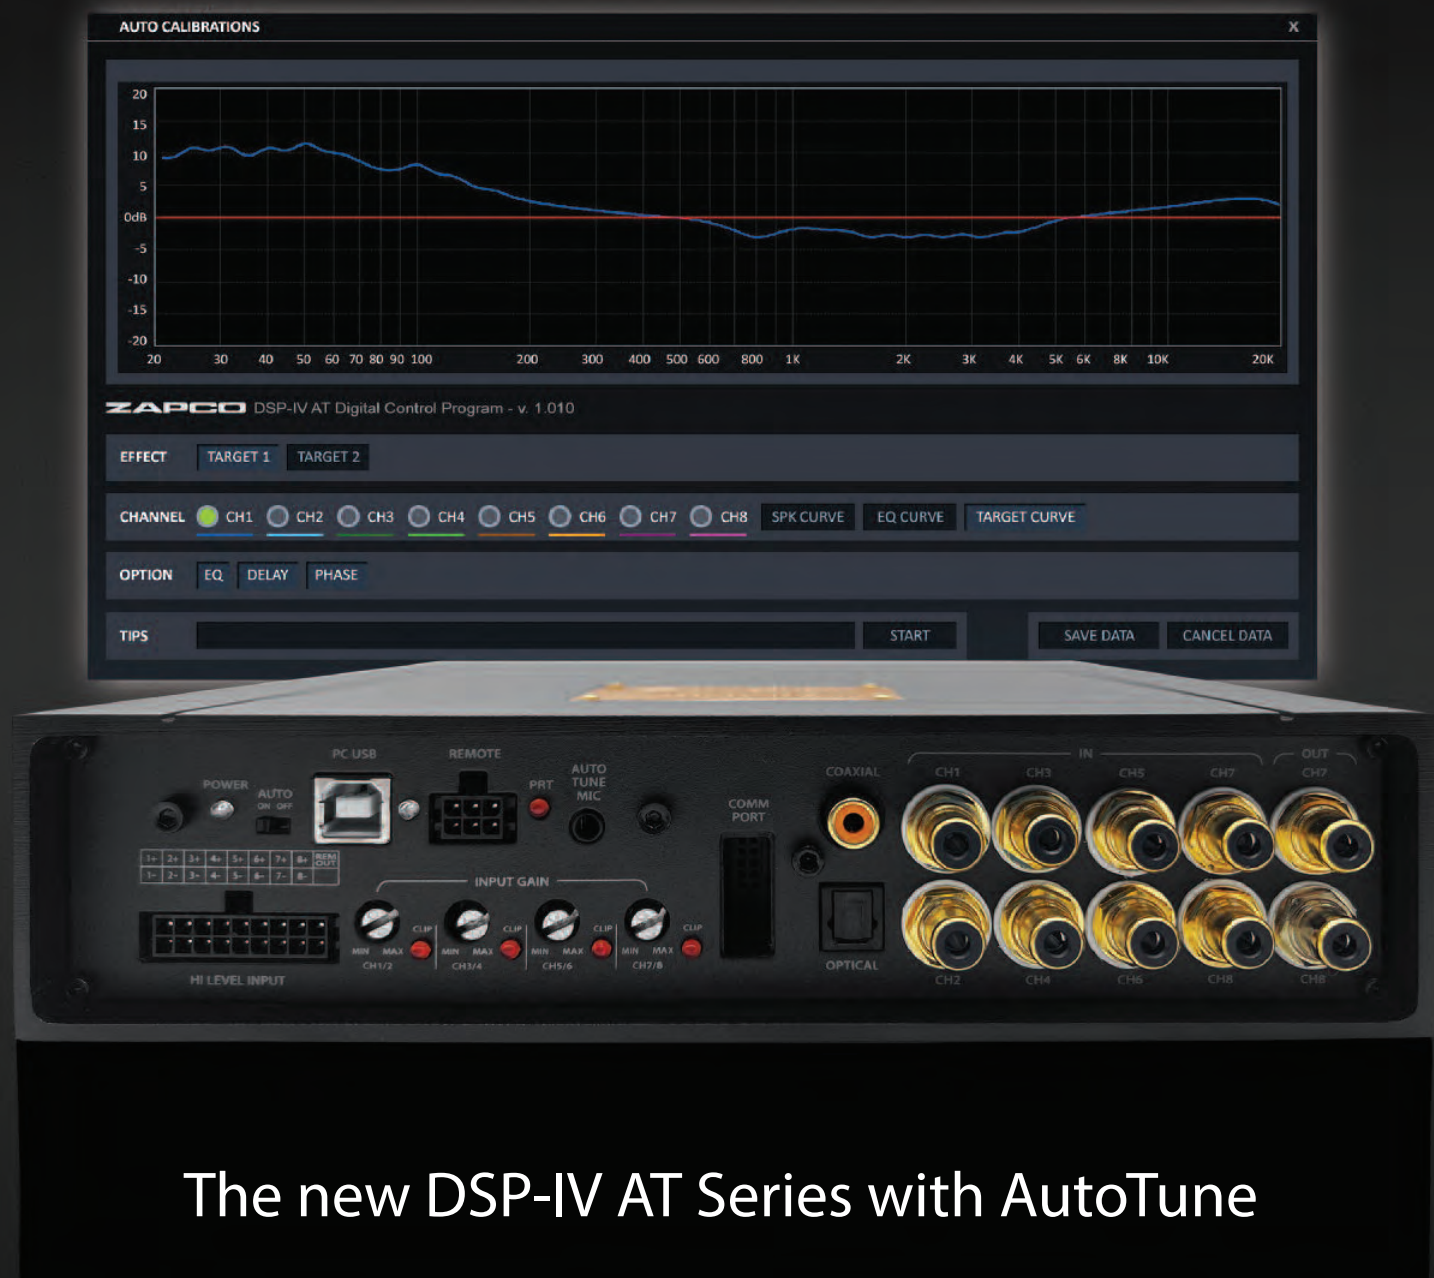 AUTO CALIBRATIONS X
20
15
10
5
0dB
-5
-10
-15
-20
20 30 40 50 60 70 80 90 100 200 300 400 500 600 800 1K 2K 3K 4K 5K 6K 8K 10K 20K
ZAPCO DSP-IV AT Digital Control Program - v. 1.010
EFFECT TARGET 1 TARGET 2
CHANNEL CH1 CH2 CH3 CH4 CH5 CH6 CH7 CH8 SPK CURVE EQ CURVE TARGET CURVE
OPTION EQ DELAY PHASE
TIPS START SAVE DATA CANCEL DATA
POWER
AUTO
ON OFF
PC USB
REMOTE
PRT
AUTO
TUNE
MIC
COMM
PORT
COAXIAL
OPTICAL
IN
CH1 CH3 CH5 CH7
OUT
CH7
1+ 2+ 3+ 4+ 5+ 6+ 7+ 8+ REM
OUT
1- 2- 3- 4- 5- 6- 7- 8-
HI LEVEL INPUT
INPUT GAIN
CLIP CLIP CLIP CLIP
MIN MAX MIN MAX MIN MAX MIN MAX
CH1/2 CH3/4 CH5/6 CH7/8
CH2 CH4 CH6 CH8 CH8
The new DSP-IV AT Series with AutoTune